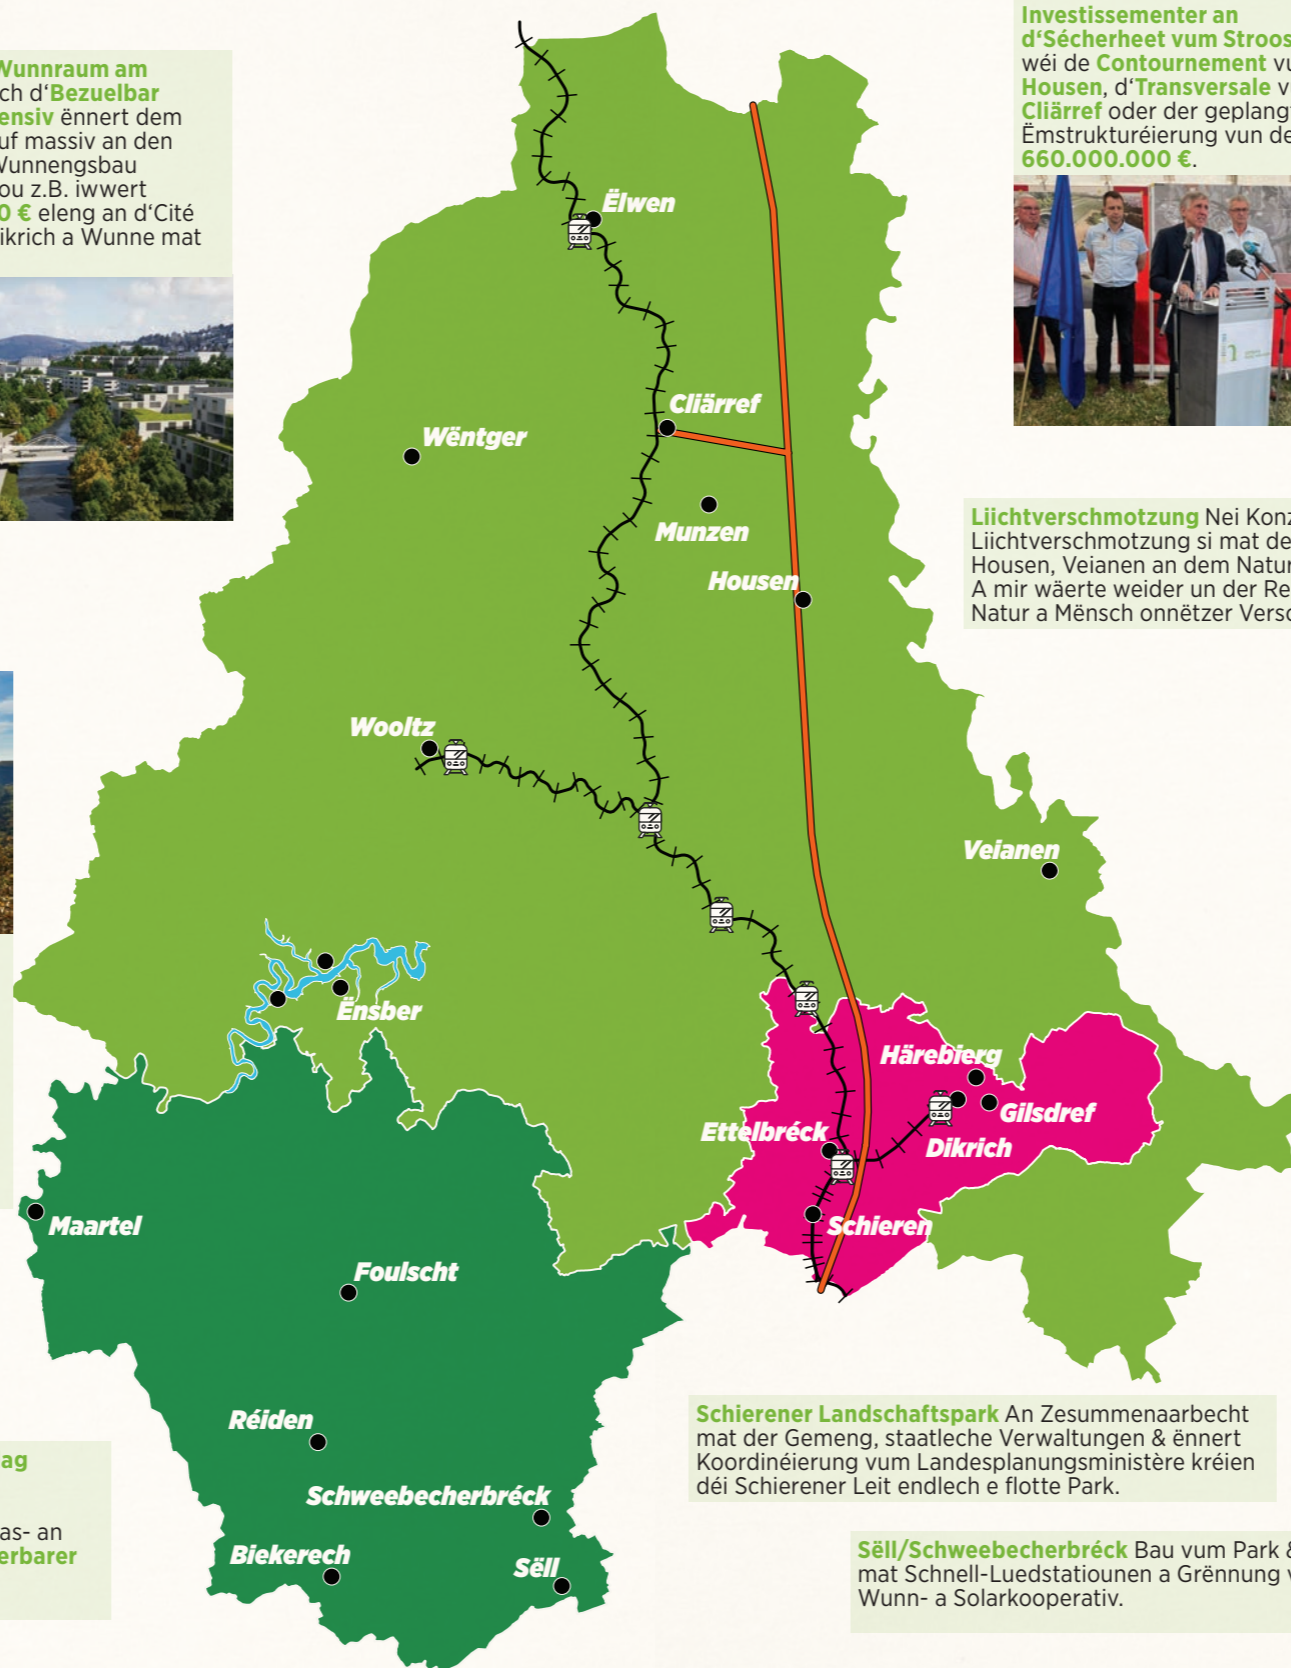 Wunnraum am
ch d‘Bezuelbar
ensiv ënnert dem
uf massiv an den
Wunnengsbau
ou z.B. iwwert
0 € eleng an d‘Cité
ikrich a Wunne mat
Investissementer an
d‘Sécherheet vum Stroos
wéi de Contournement vu
Housen, d‘Transversale v
Cliärref oder der geplangt
Ëmstrukturéierung vun de
660.000.000 €.
Ëlwen
Cliärref
Wëntger
Munzen
Housen
Liichtverschmotzung Nei Konz
Liichtverschmotzung si mat de
Housen, Veianen an dem Natur
A mir wäerte weider un der Re
Natur a Mënsch onnëtzer Versc
Wooltz
Veianen
Ënsber
Härebierg
Gilsdref
Ettelbréck
Dikrich
Maartel
Schieren
Foulscht
Réiden
Schweebecherbréck
Biekerech
Sëll
Schierener Landschaftspark An Zesummenaarbecht
mat der Gemeng, staatleche Verwaltungen & ënnert
Koordinéierung vum Landesplanungsministère kréien
déi Schierener Leit endlech e flotte Park.
ag
as- an
erbarer
Sëll/Schweebecherbréck Bau vum Park &
mat Schnell-Luedstatiounen a Grënnung v
Wunn- a Solarkooperativ.